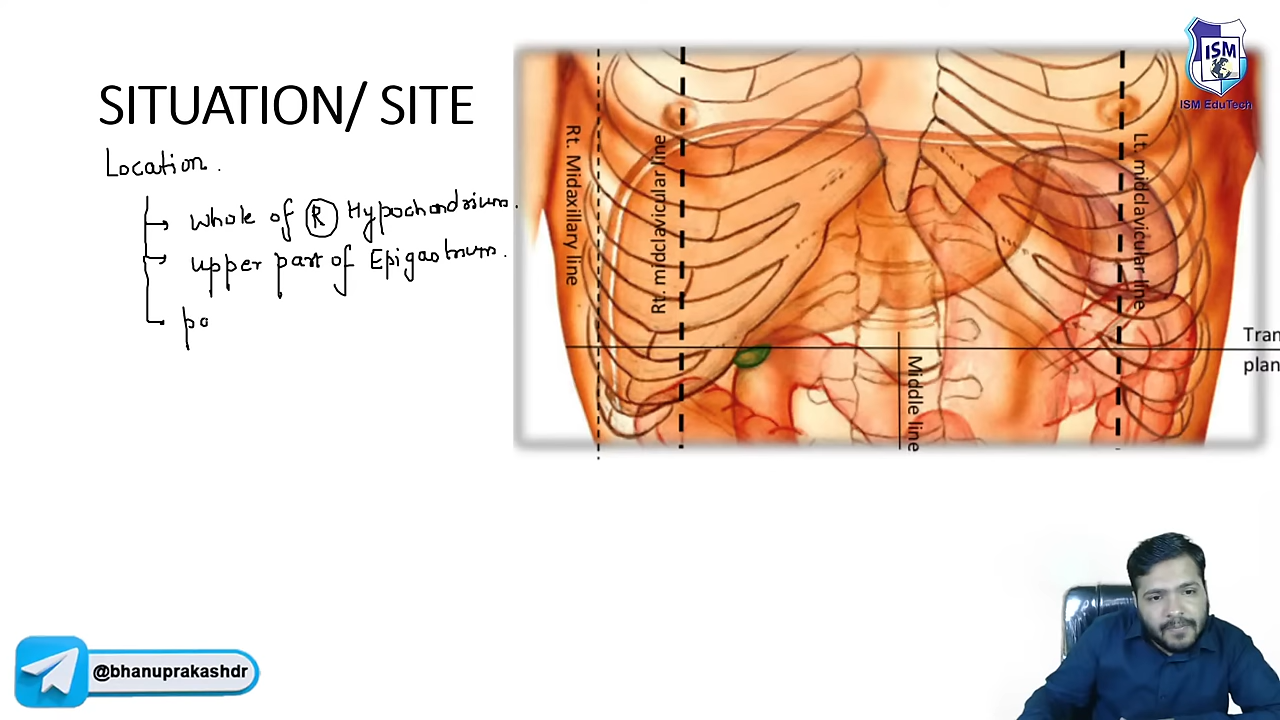 ISM
ISM EduTech
SITUATION/ SITE
Location.
whole of R Hypochondrium.
upper part of Epigastrium.
po
Rt. Midaxillary line
Rt. midclavicular line
Lt. midclavicular line
Middle line
Tran
plan
@bhanuprakashdr